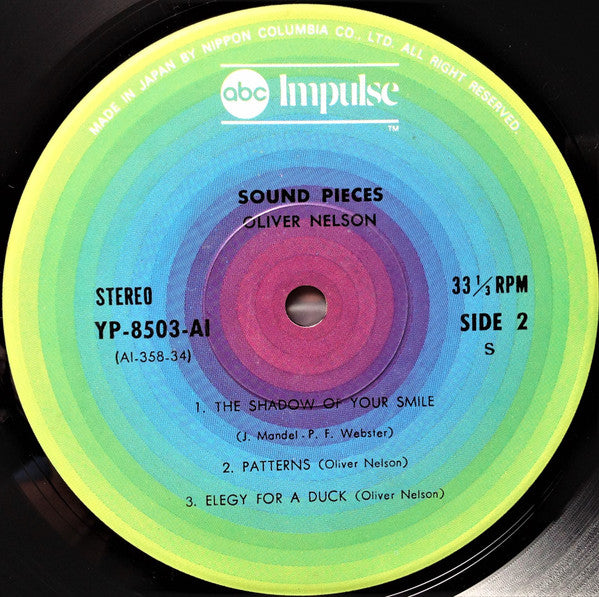 MADE IN JAPAN BY NIPPON COLUMBIA CO., LTD. ALL RIGHT RESERVED.
abc Impulse
TM
SOUND PIECES
OLIVER NELSON
STEREO
33 1/3 RPM
YP-8503-AI
SIDE 2
(AI-358-34)
S
1. THE SHADOW OF YOUR SMILE
(J. Mandel - P. F. Webster)
2. PATTERNS (Oliver Nelson)
3. ELEGY FOR A DUCK (Oliver Nelson)